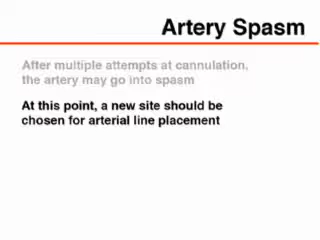 Artery Spasm
After multiple attempts at cannulation,
the artery may go into spasm
At this point, a new site should be
chosen for arterial line placement